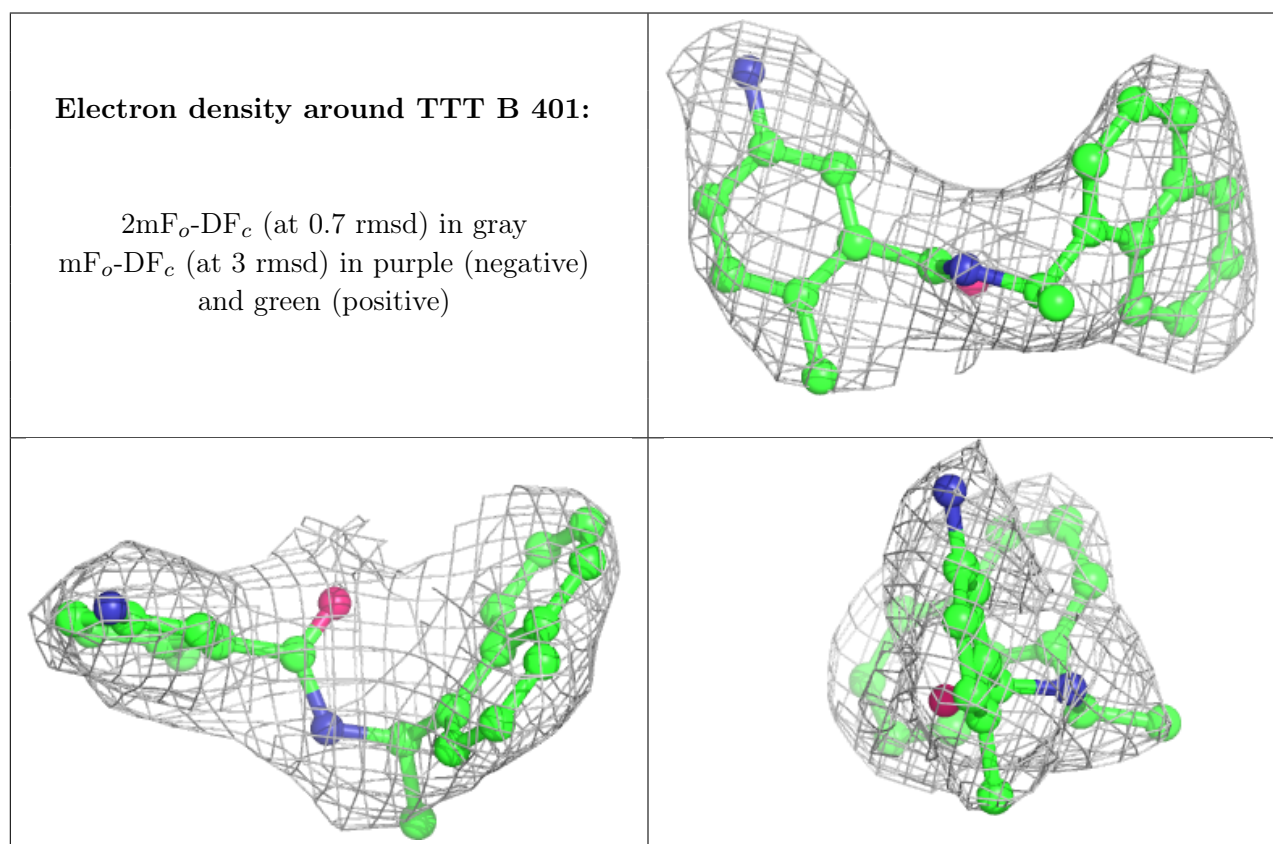 Electron density around TTT B 401:
2mFo-DFc (at 0.7 rmsd) in gray
mFo-DFc (at 3 rmsd) in purple (negative)
and green (positive)